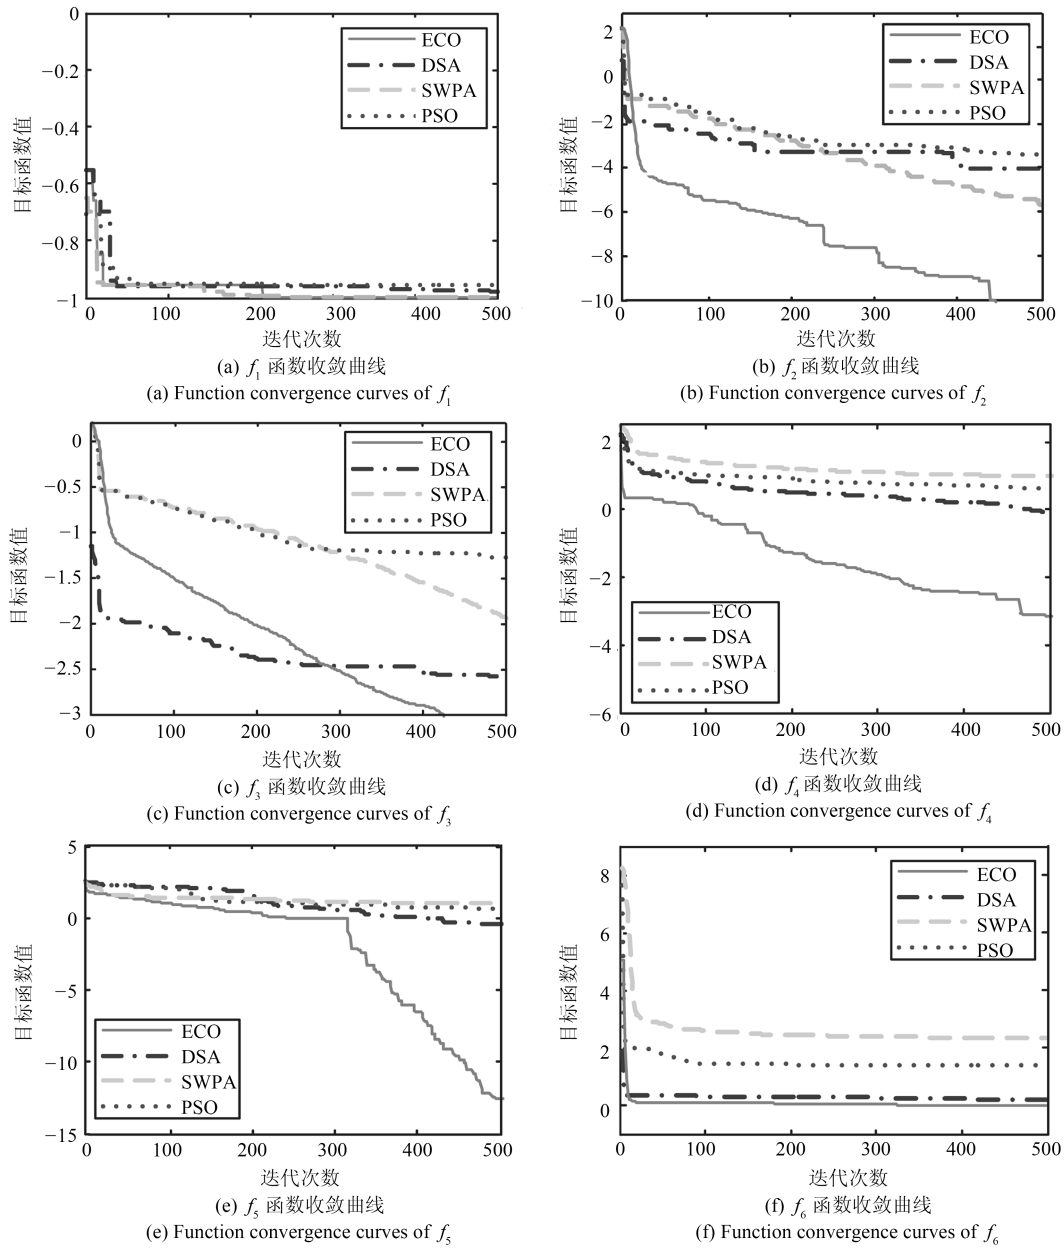 0
−0.2
−0.4
−0.6
−0.8
−1
0 100 200 300 400 500
目标函数值
ECO
DSA
SWPA
PSO
迭代次数
(a) f1 函数收敛曲线
(a) Function convergence curves of f1
2
0
−2
−4
−6
−8
−10
0 100 200 300 400 500
目标函数值
ECO
DSA
SWPA
PSO
迭代次数
(b) f2 函数收敛曲线
(b) Function convergence curves of f2
0
−0.5
−1
−1.5
−2
−2.5
−3
0 100 200 300 400 500
目标函数值
ECO
DSA
SWPA
PSO
迭代次数
(c) f3 函数收敛曲线
(c) Function convergence curves of f3
2
0
−2
−4
−6
0 100 200 300 400 500
目标函数值
ECO
DSA
SWPA
PSO
迭代次数
(d) f4 函数收敛曲线
(d) Function convergence curves of f4
5
0
−5
−10
−15
0 100 200 300 400 500
目标函数值
ECO
DSA
SWPA
PSO
迭代次数
(e) f5 函数收敛曲线
(e) Function convergence curves of f5
8
6
4
2
0
0 100 200 300 400 500
目标函数值
ECO
DSA
SWPA
PSO
迭代次数
(f) f6 函数收敛曲线
(f) Function convergence curves of f6